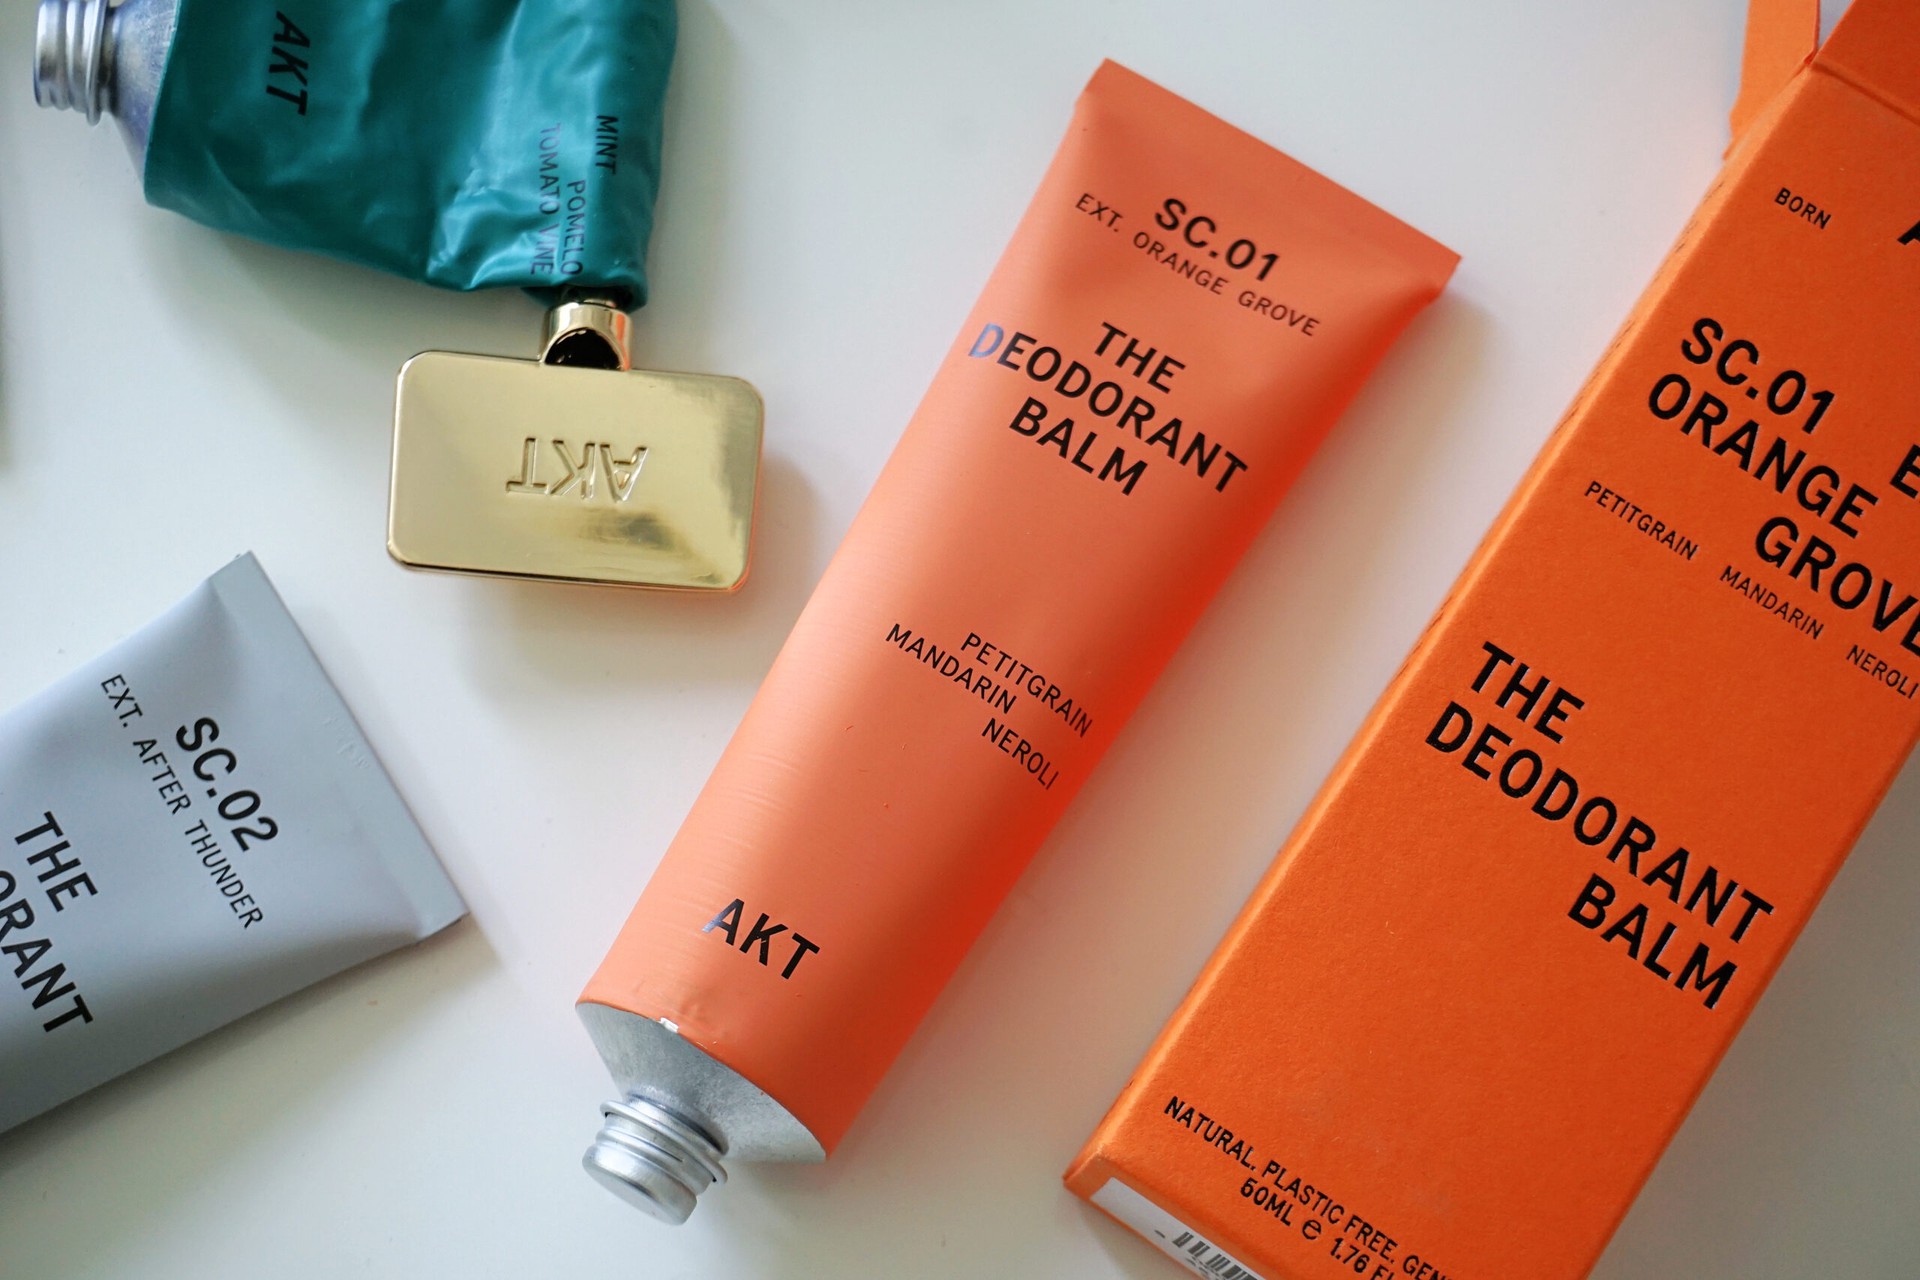 AKT
MINT
POMELO
TOMATO VINE
AKT
SC.02
EXT. AFTER THUNDER
THE
SC.01
EXT. ORANGE GROVE
THE
DEODORANT
BALM
PETITGRAIN
MANDARIN
NEROLI
AKT
BORN
SC.01
ORANGE
GROVE
PETITGRAIN MANDARIN NEROLI
THE
DEODORANT
BALM
NATURAL. PLASTIC FREE.
50ML e 1.76